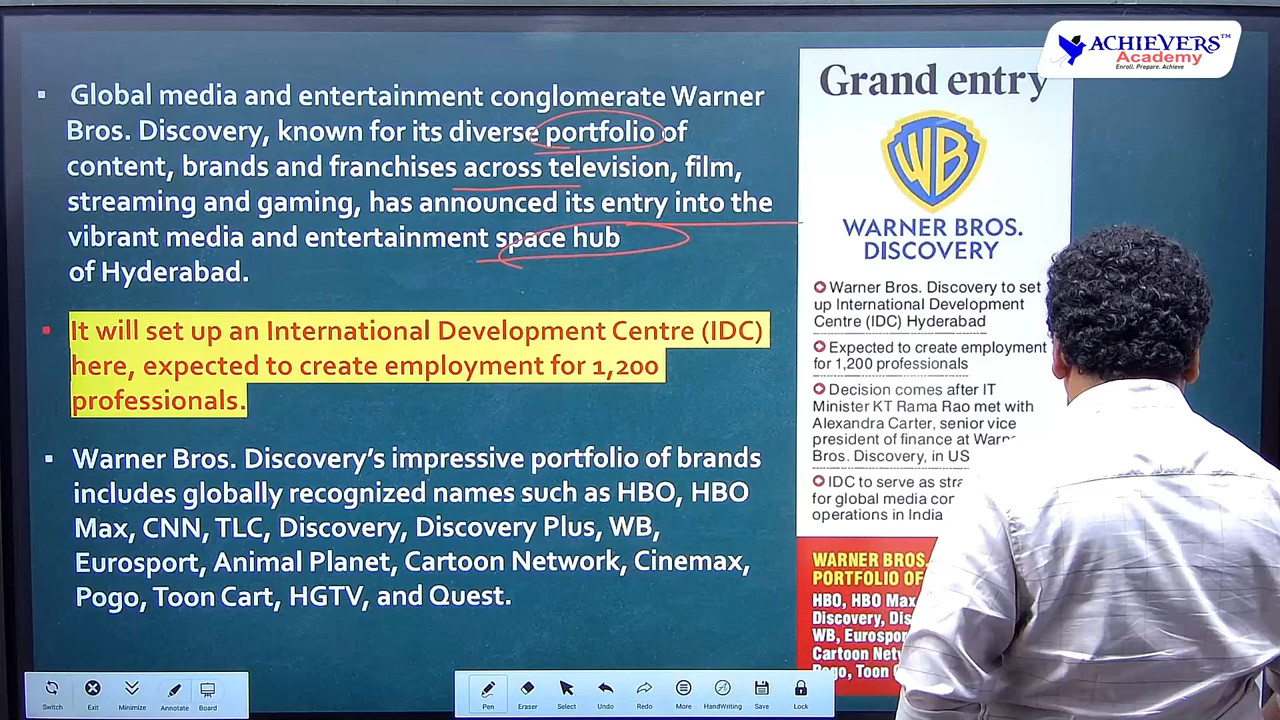 ACHIEVERS™
Academy
Enroll. Prepare. Achieve
Global media and entertainment conglomerate Warner
Bros. Discovery, known for its diverse portfolio of
content, brands and franchises across television, film,
streaming and gaming, has announced its entry into the
vibrant media and entertainment space hub
of Hyderabad.
It will set up an International Development Centre (IDC)
here, expected to create employment for 1,200
professionals.
Warner Bros. Discovery's impressive portfolio of brands
includes globally recognized names such as HBO, HBO
Max, CNN, TLC, Discovery, Discovery Plus, WB,
Eurosport, Animal Planet, Cartoon Network, Cinemax,
Pogo, Toon Cart, HGTV, and Quest.
Grand entry
WB
WARNER BROS.
DISCOVERY
Warner Bros. Discovery to set
up International Development
Centre (IDC) Hyderabad
Expected to create employment
for 1,200 professionals
Decision comes after IT
Minister KT Rama Rao met with
Alexandra Carter, senior vice
president of finance at
Bros. Discovery, in US
IDC to serve as
for global media
operations in India
WARNER BROS.
PORTFOLIO OF
HBO, HBO Max
Discovery,
WB,
Cartoon
Pogo, Toon
Switch Exit Minimize Annotate Board
Pen Eraser Select Undo Redo More HandWriting Save Lock